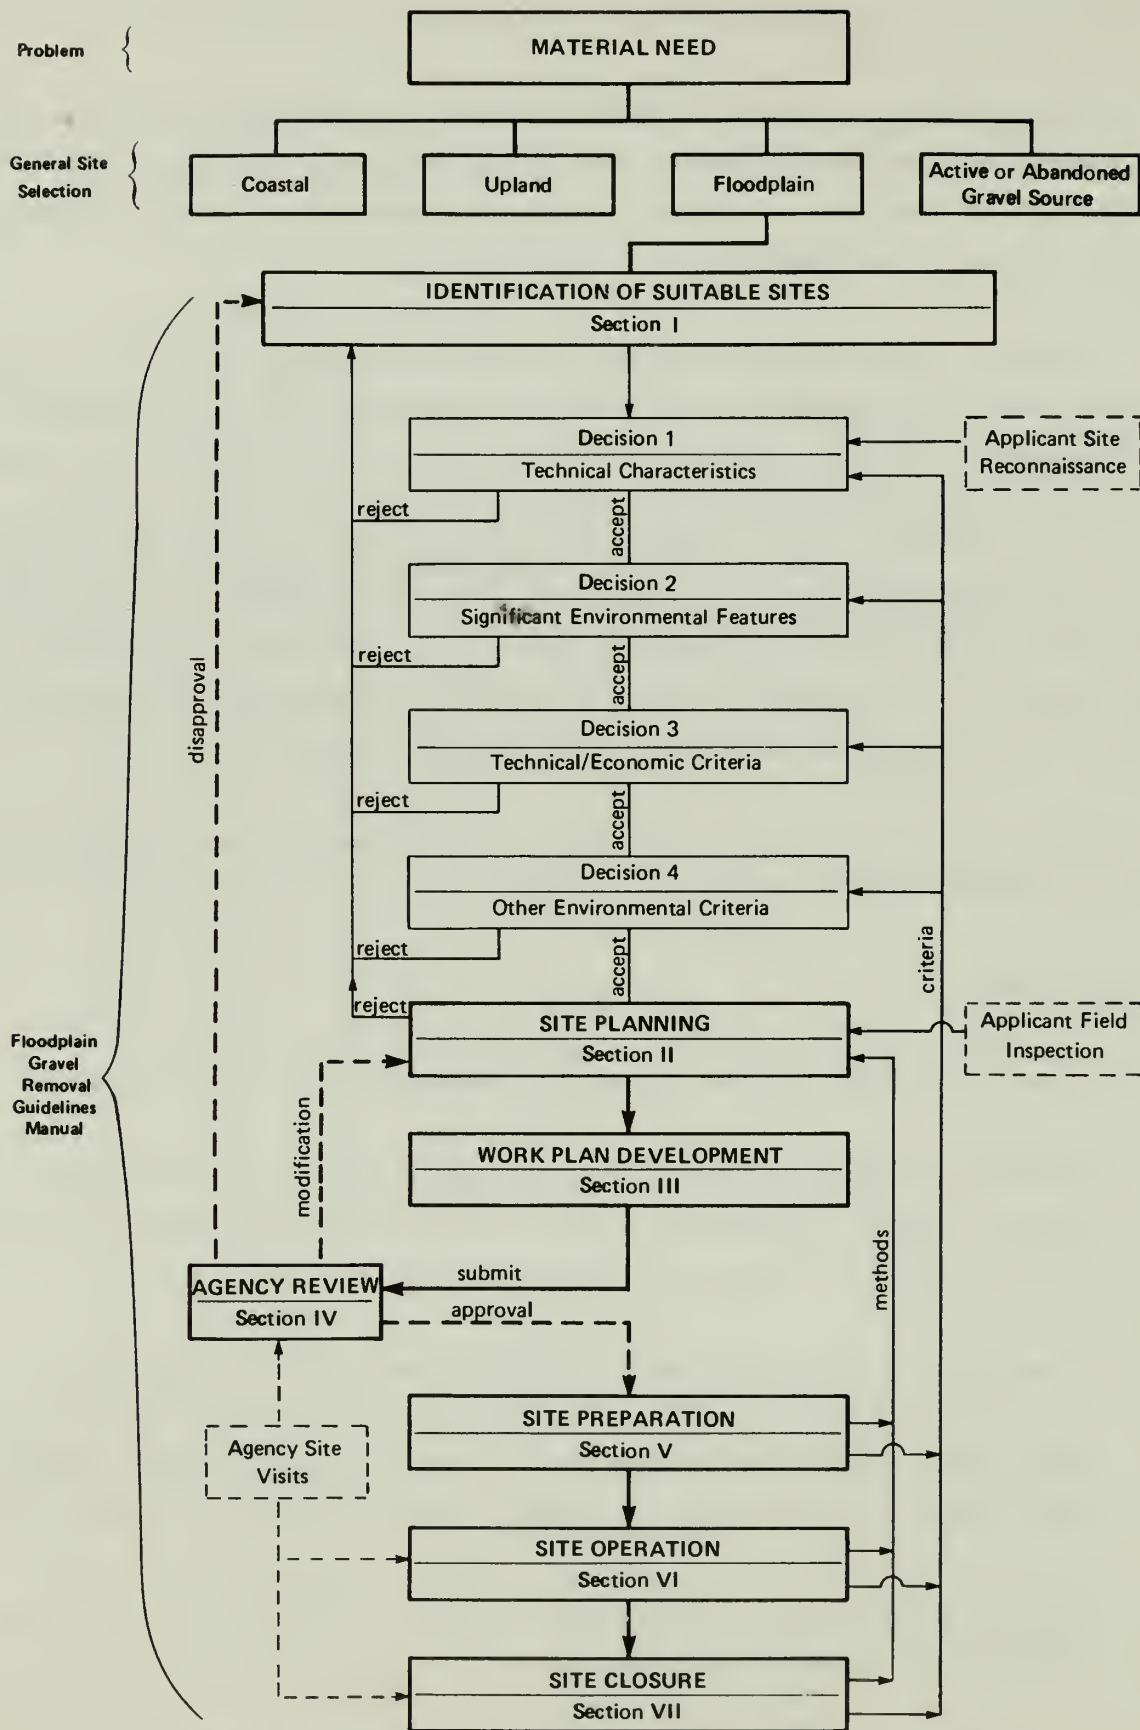 Problem
MATERIAL NEED
General Site
Selection
Coastal
Upland
Floodplain
Active or Abandoned
Gravel Source
IDENTIFICATION OF SUITABLE SITES
Section I
Decision 1
Technical Characteristics
Applicant Site
Reconnaissance
reject
accept
Decision 2
Significant Environmental Features
reject
accept
disapproval
Decision 3
Technical/Economic Criteria
reject
accept
Decision 4
Other Environmental Criteria
reject
accept
criteria
reject
SITE PLANNING
Section II
Applicant Field
Inspection
Floodplain
Gravel
Removal
Guidelines
Manual
modification
WORK PLAN DEVELOPMENT
Section III
methods
submit
AGENCY REVIEW
Section IV
approval
SITE PREPARATION
Section V
Agency Site
Visits
SITE OPERATION
Section VI
SITE CLOSURE
Section VII